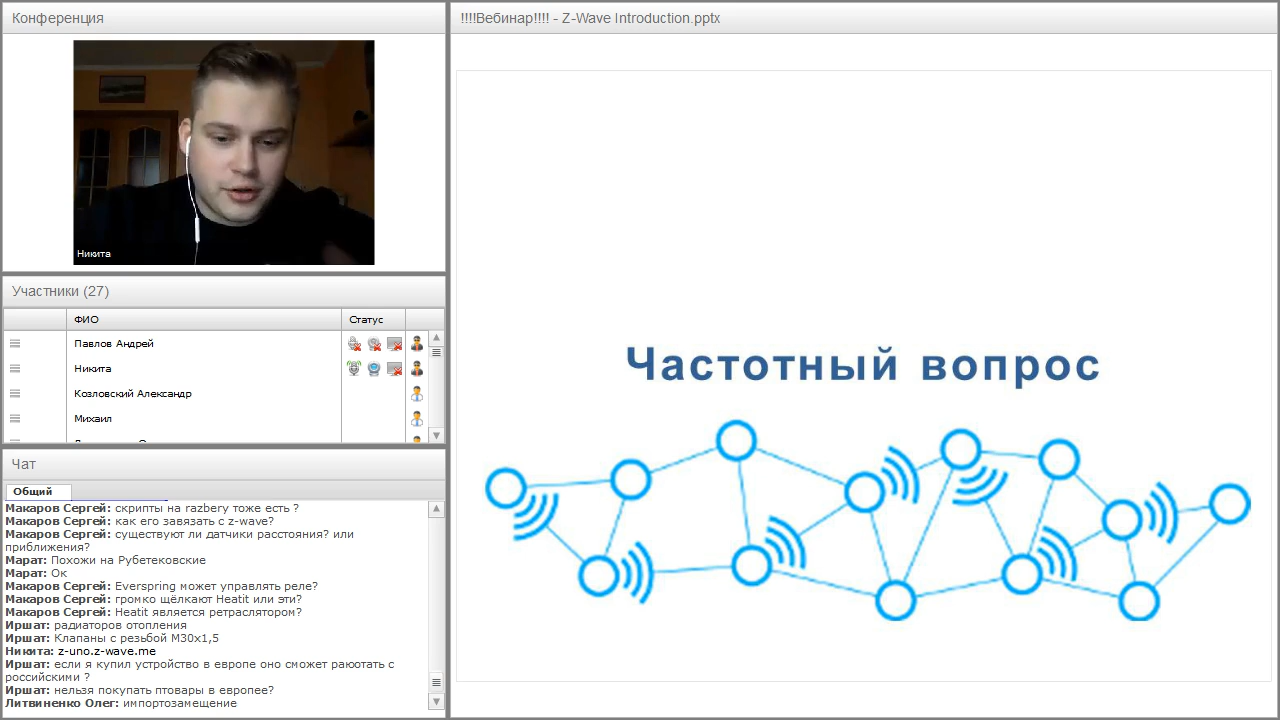 Конференция
Никита
Участники (27)
ФИО
Статус
Павлов Андрей
Никита
Козловский Александр
Михаил
Чат
Общий
Макаров Сергей: скрипты на razbery тоже есть ?
Макаров Сергей: как его завязать с z-wave?
Макаров Сергей: существуют ли датчики расстояния? или
приближения?
Марат: Похожи на Рубетековские
Марат: Ок
Макаров Сергей: Everspring может управлять реле?
Макаров Сергей: громко щёлкают Heatit или эти?
Макаров Сергей: Heatit является ретраслятором?
Иршат: радиаторов отопления
Иршат: Клапаны с резьбой М30х1,5
Никита: z-uno.z-wave.me
Иршат: если я купил устройство в европе оно сможет раюотать с
российскими ?
Иршат: нельзя покупать птовары в европее?
Литвиненко Олег: импортозамещение
!!!!Вебинар!!!! - Z-Wave Introduction.pptx
Частотный вопрос